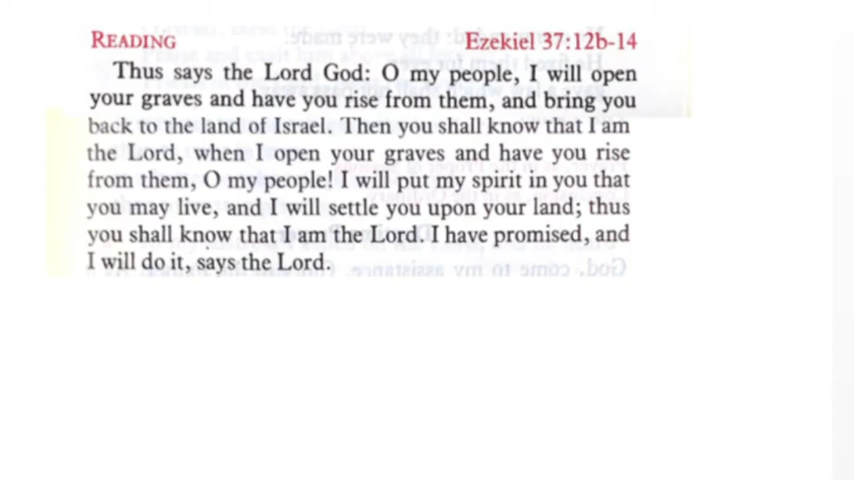 READING Ezekiel 37:12b-14
Thus says the Lord God: O my people, I will open
your graves and have you rise from them, and bring you
back to the land of Israel. Then you shall know that I am
the Lord, when I open your graves and have you rise
from them, O my people! I will put my spirit in you that
you may live, and I will settle you upon your land; thus
you shall know that I am the Lord. I have promised, and
I will do it, says the Lord.